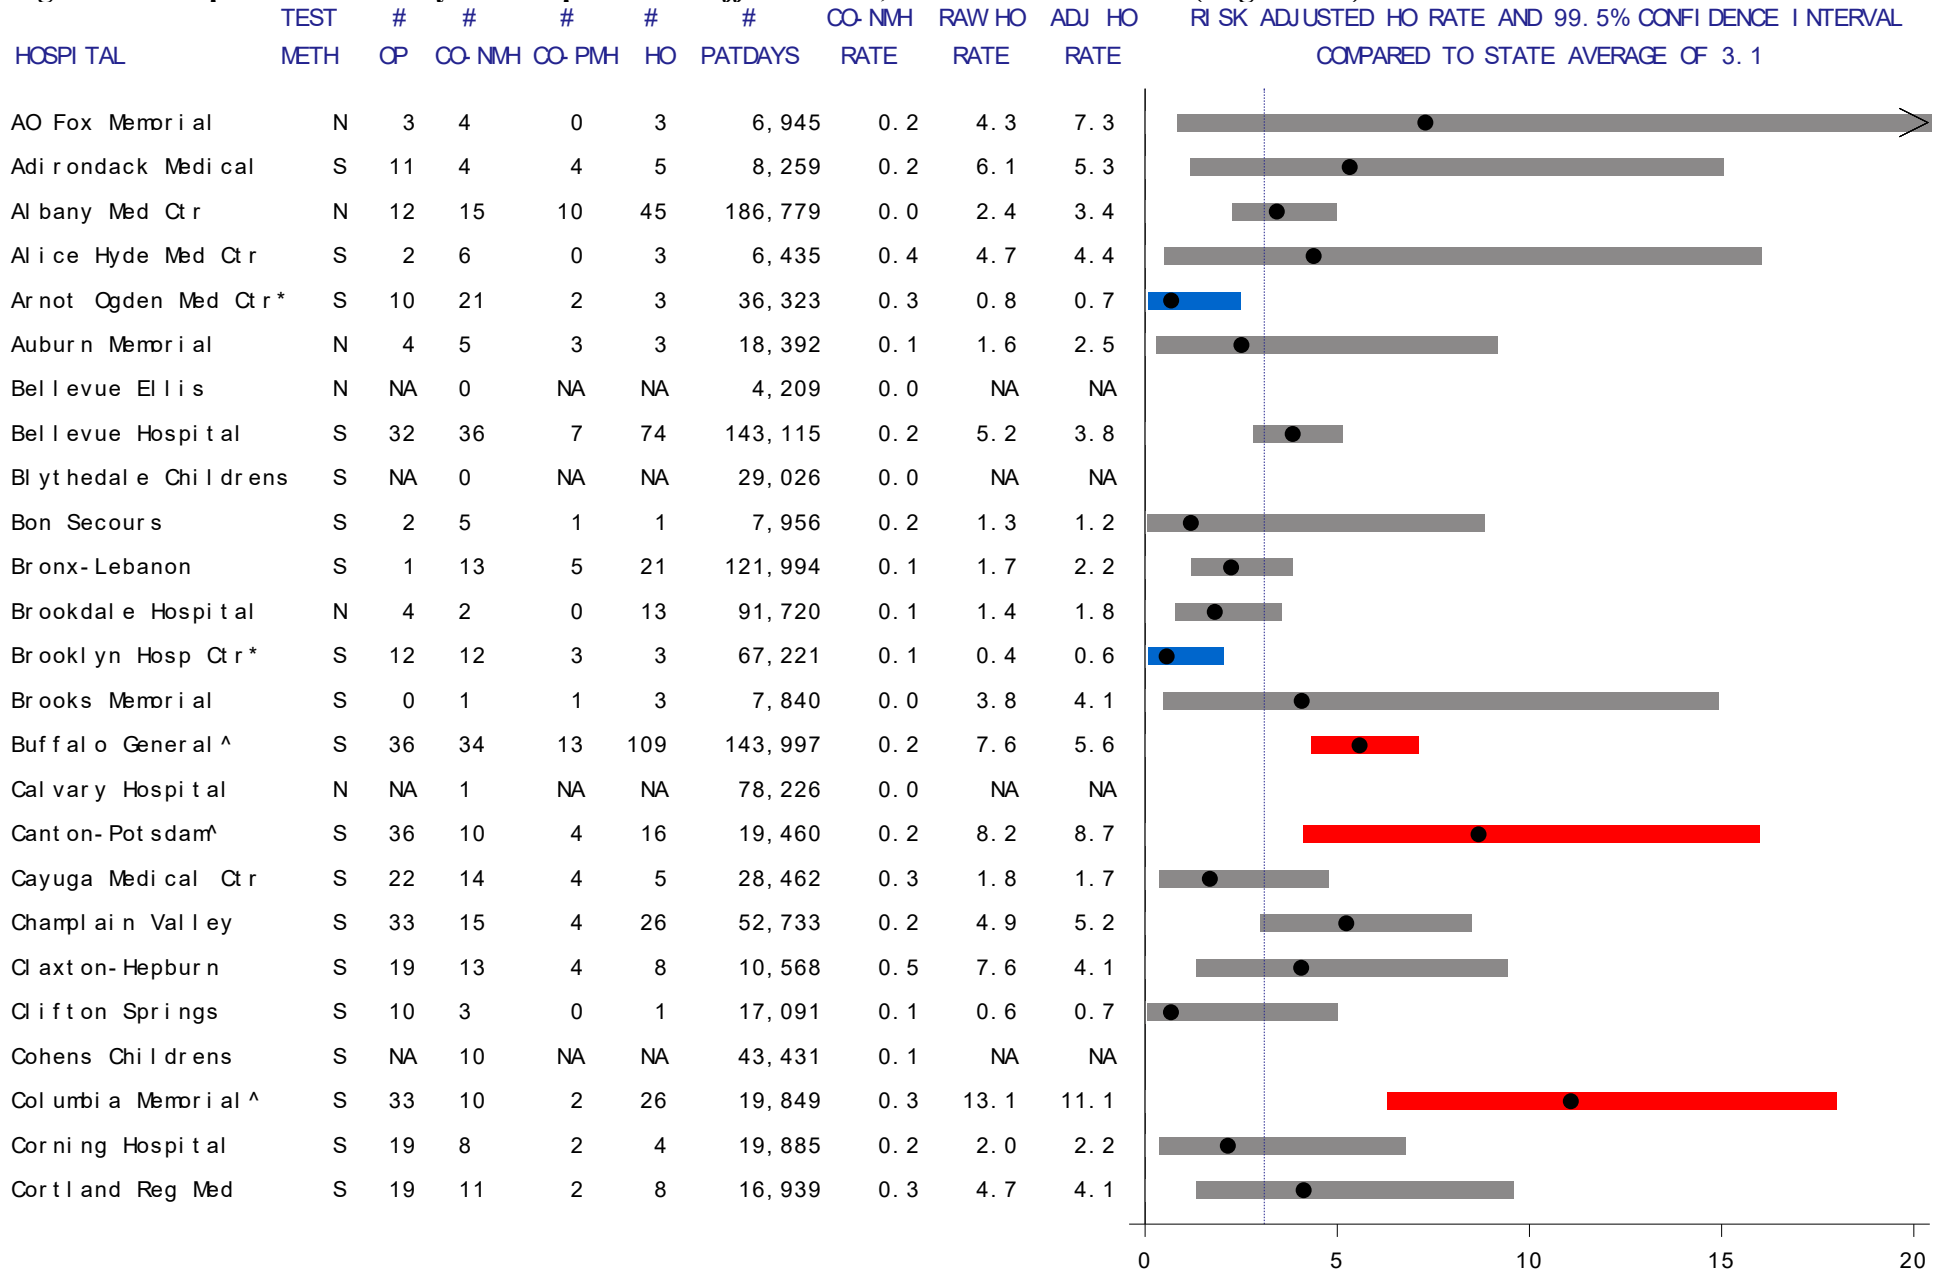 TEST # # # # # CO-NMH RAW HO ADJ HO RISK ADJUSTED HO RATE AND 99.5% CONFIDENCE INTERVAL
HOSPITAL METH OP CO-NMH CO-PMH HO PATDAYS RATE RATE RATE COMPARED TO STATE AVERAGE OF 3.1
AO Fox Memorial N 3 4 0 3 6,945 0.2 4.3 7.3
Adirondack Medical S 11 4 4 5 8,259 0.2 6.1 5.3
Albany Med Ctr N 12 15 10 45 186,779 0.0 2.4 3.4
Alice Hyde Med Ctr S 2 6 0 3 6,435 0.4 4.7 4.4
Arnot Ogden Med Ctr* S 10 21 2 3 36,323 0.3 0.8 0.7
Auburn Memorial N 4 5 3 3 18,392 0.1 1.6 2.5
Bellevue Ellis N NA 0 NA NA 4,209 0.0 NA NA
Bellevue Hospital S 32 36 7 74 143,115 0.2 5.2 3.8
Blythedale Childrens S NA 0 NA NA 29,026 0.0 NA NA
Bon Secours S 2 5 1 1 7,956 0.2 1.3 1.2
Bronx-Lebanon S 1 13 5 21 121,994 0.1 1.7 2.2
Brookdale Hospital N 4 2 0 13 91,720 0.1 1.4 1.8
Brooklyn Hosp Ctr* S 12 12 3 3 67,221 0.1 0.4 0.6
Brooks Memorial S 0 1 1 3 7,840 0.0 3.8 4.1
Buffalo General^ S 36 34 13 109 143,997 0.2 7.6 5.6
Calvary Hospital N NA 1 NA NA 78,226 0.0 NA NA
Canton-Potsdam^ S 36 10 4 16 19,460 0.2 8.2 8.7
Cayuga Medical Ctr S 22 14 4 5 28,462 0.3 1.8 1.7
Champlain Valley S 33 15 4 26 52,733 0.2 4.9 5.2
Claxton-Hepburn S 19 13 4 8 10,568 0.5 7.6 4.1
Clifton Springs S 10 3 0 1 17,091 0.1 0.6 0.7
Cohens Childrens S NA 10 NA NA 43,431 0.1 NA NA
Columbia Memorial^ S 33 10 2 26 19,849 0.3 13.1 11.1
Corning Hospital S 19 8 2 4 19,885 0.2 2.0 2.2
Cortland Reg Med S 19 11 2 8 16,939 0.3 4.7 4.1
0 5 10 15 20